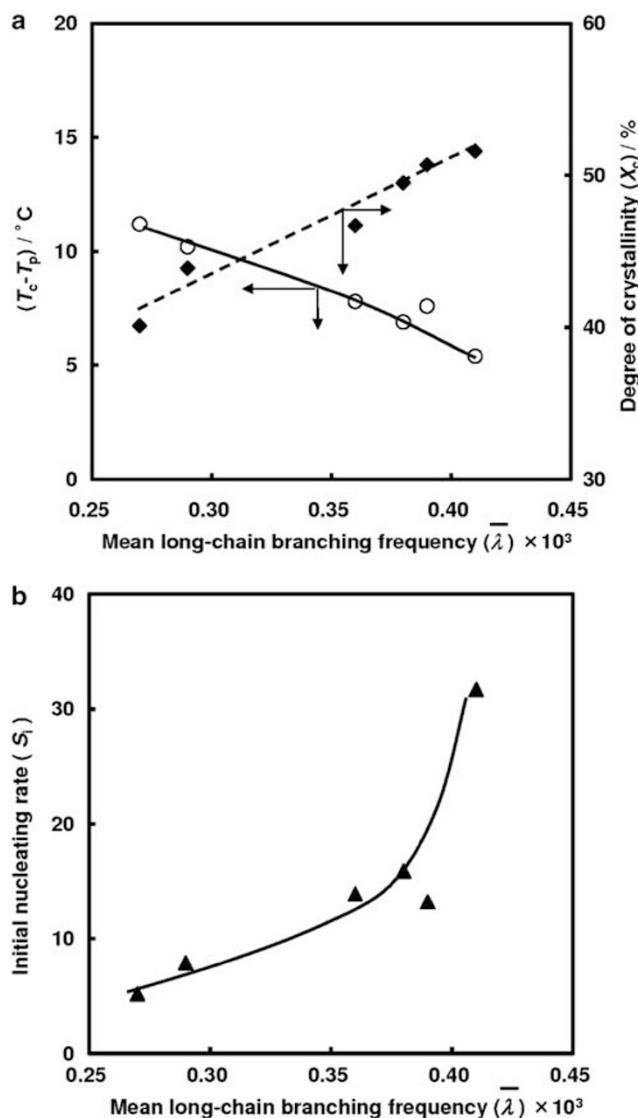 a
20
15
10
5
0
(Tc-Tp) / °C
60
50
40
30
Degree of crystallinity (Xc) / %
0.25 0.30 0.35 0.40 0.45
Mean long-chain branching frequency (λ̅) ×10³
b
40
30
20
10
0
Initial nucleating rate (Si)
0.25 0.30 0.35 0.40 0.45
Mean long-chain branching frequency (λ̅) ×10³